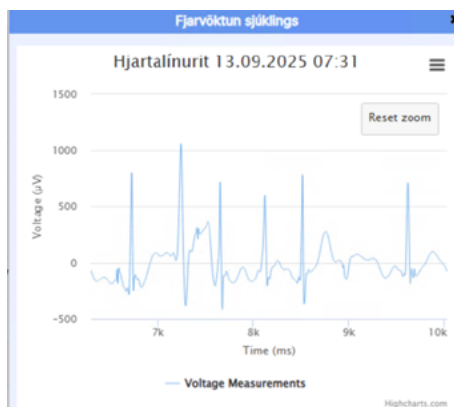 Fjarvöktun sjúklings
Hjartalínurit 13.09.2025 07:31
Reset zoom
1500
1000
500
0
-500
Voltage (µV)
7k
8k
9k
10k
Time (ms)
Voltage Measurements
Highcharts.com